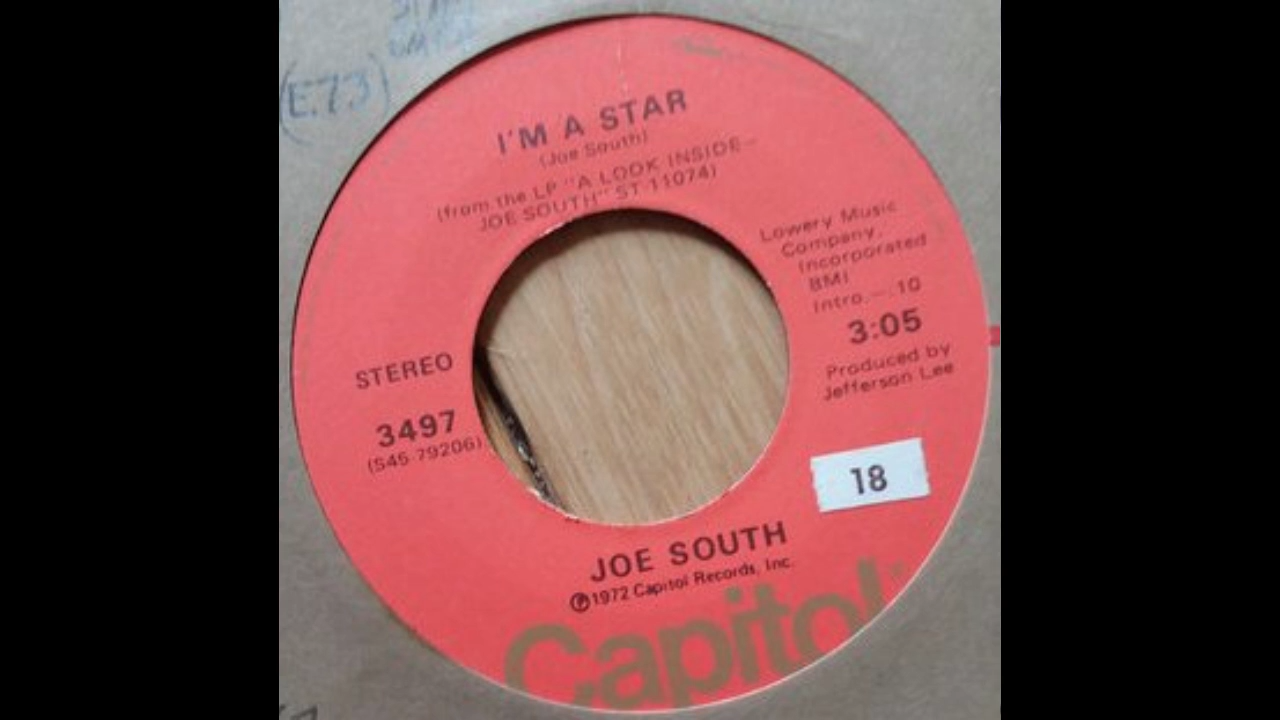 (E.73)
I'M A STAR
(Joe South)
(from the LP "A LOOK INSIDE–
JOE SOUTH" ST-11074)
Lowery Music
Company,
Incorporated
BMI
Intro.—.10
3:05
Produced by
Jefferson Lee
STEREO
3497
(S45-79206)
18
JOE SOUTH
℗1972 Capitol Records, Inc.
Capitol